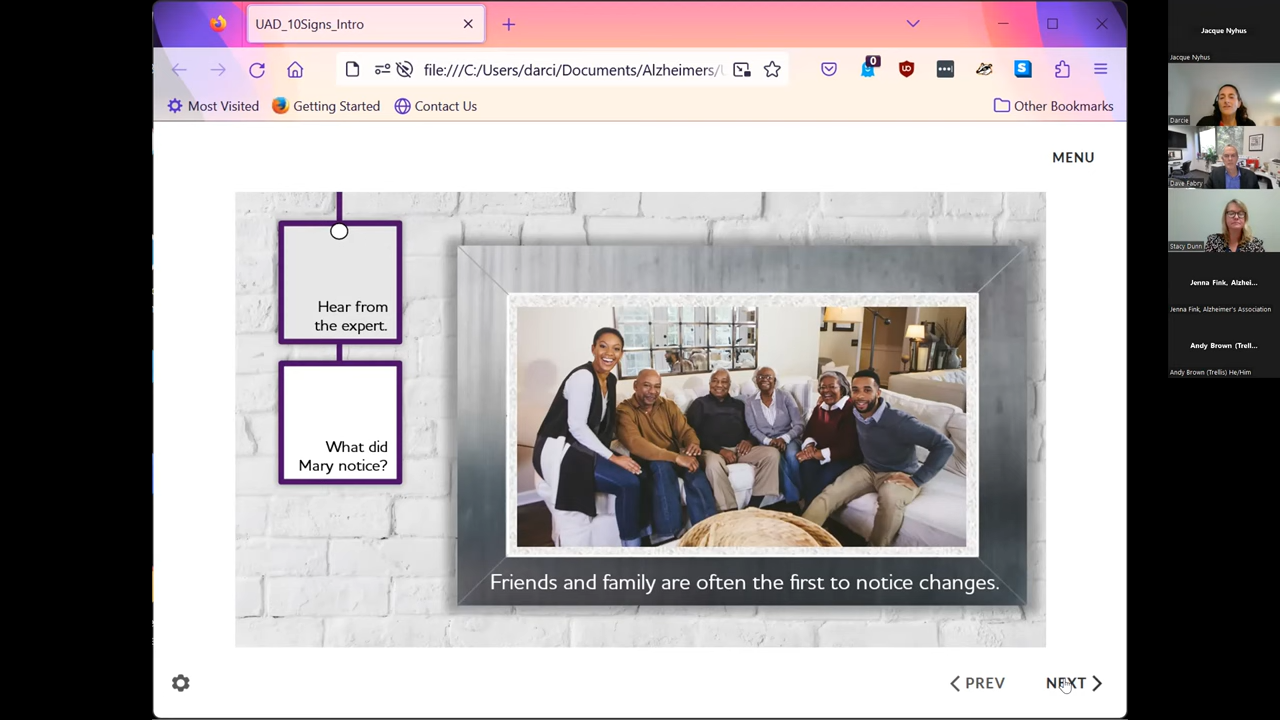 UAD_10Signs_Intro
file:///C:/Users/darci/Documents/Alzheimers/
0
Most Visited
Getting Started
Contact Us
Other Bookmarks
MENU
Hear from
the expert.
What did
Mary notice?
Friends and family are often the first to notice changes.
PREV
NEXT
Jacque Nyhus
Jacque Nyhus
Darcie
Dave Fabry
Stacy Dunn
Jenna Fink, Alzhei...
Jenna Fink, Alzheimer's Association
Andy Brown (Trell...
Andy Brown (Trellis) He/Him